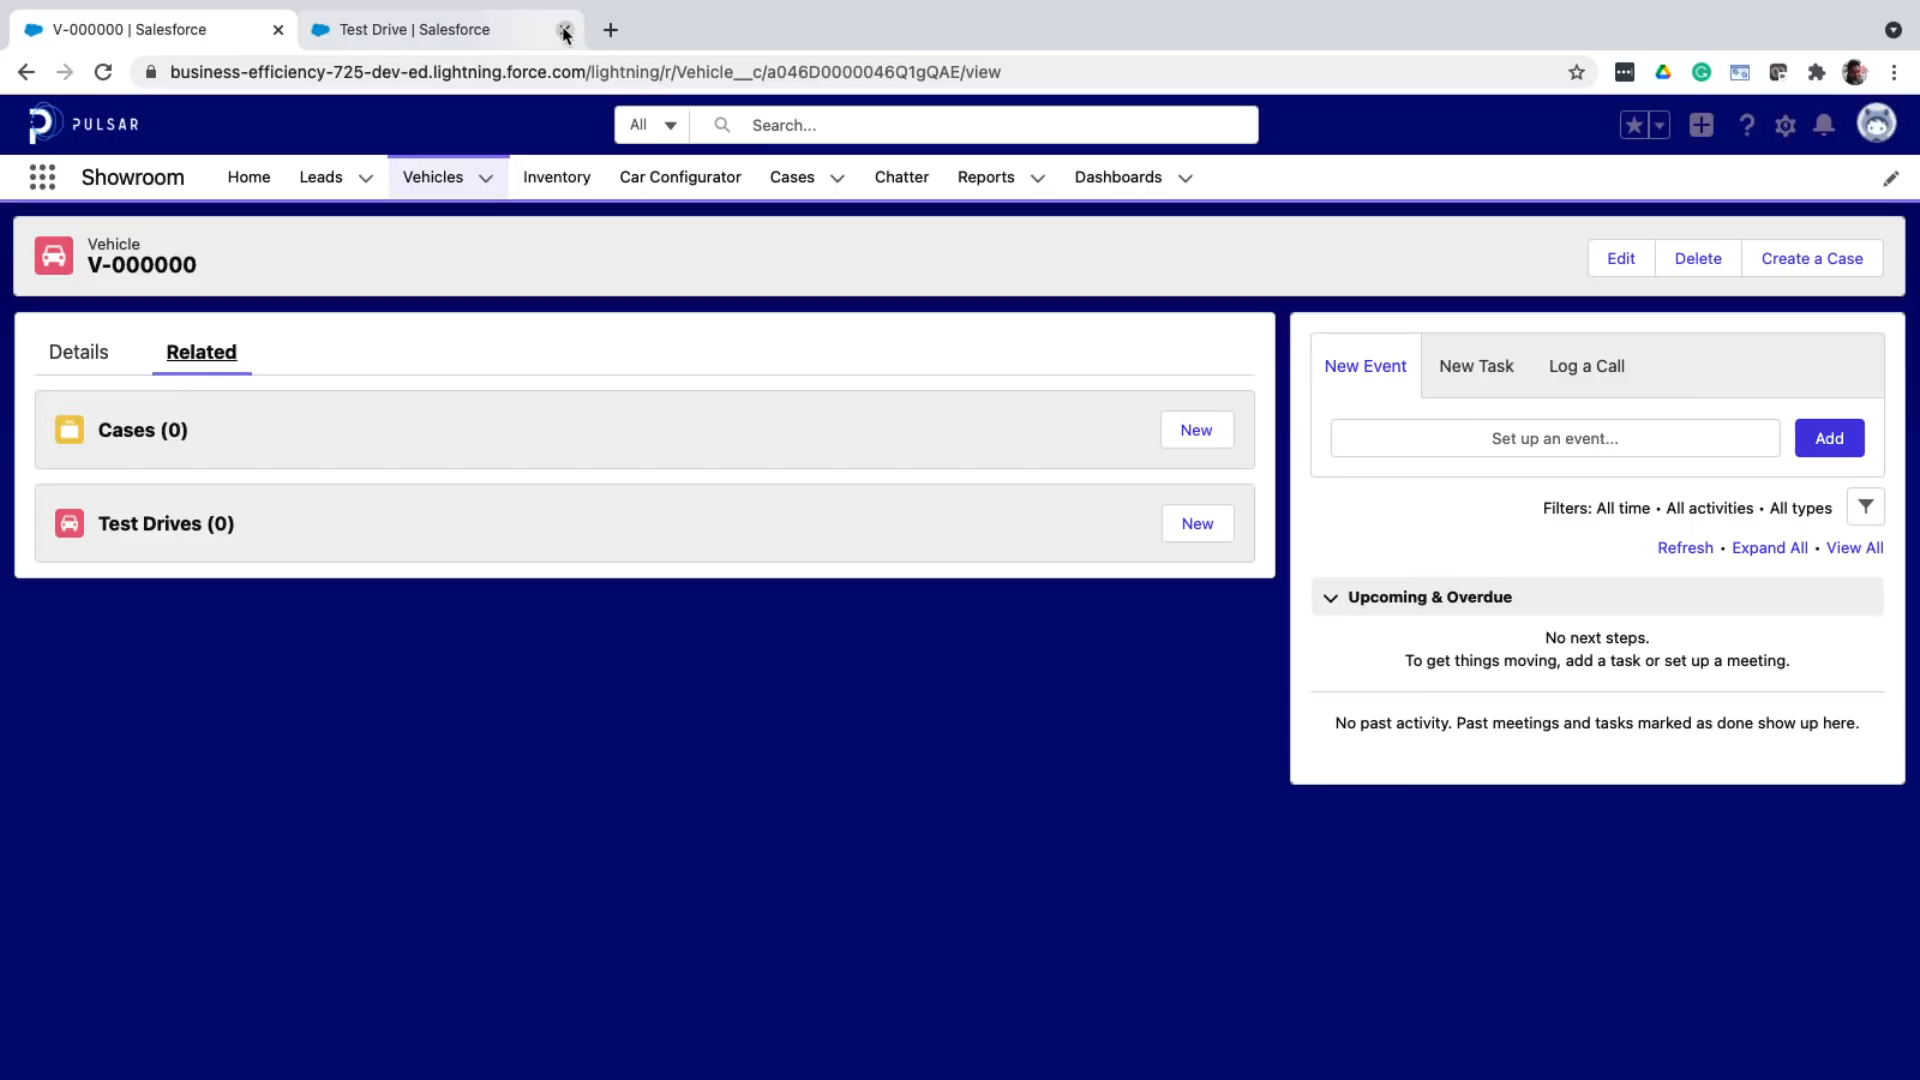 V-000000 | Salesforce
Test Drive | Salesforce
business-efficiency-725-dev-ed.lightning.force.com/lightning/r/Vehicle__c/a046D0000046Q1gQAE/view
PULSAR
All
Search...
Showroom
Home
Leads
Vehicles
Inventory
Car Configurator
Cases
Chatter
Reports
Dashboards
Vehicle
V-000000
Edit
Delete
Create a Case
Details
Related
Cases (0)
New
Test Drives (0)
New
New Event
New Task
Log a Call
Set up an event...
Add
Filters: All time • All activities • All types
Refresh • Expand All • View All
Upcoming & Overdue
No next steps.
To get things moving, add a task or set up a meeting.
No past activity. Past meetings and tasks marked as done show up here.